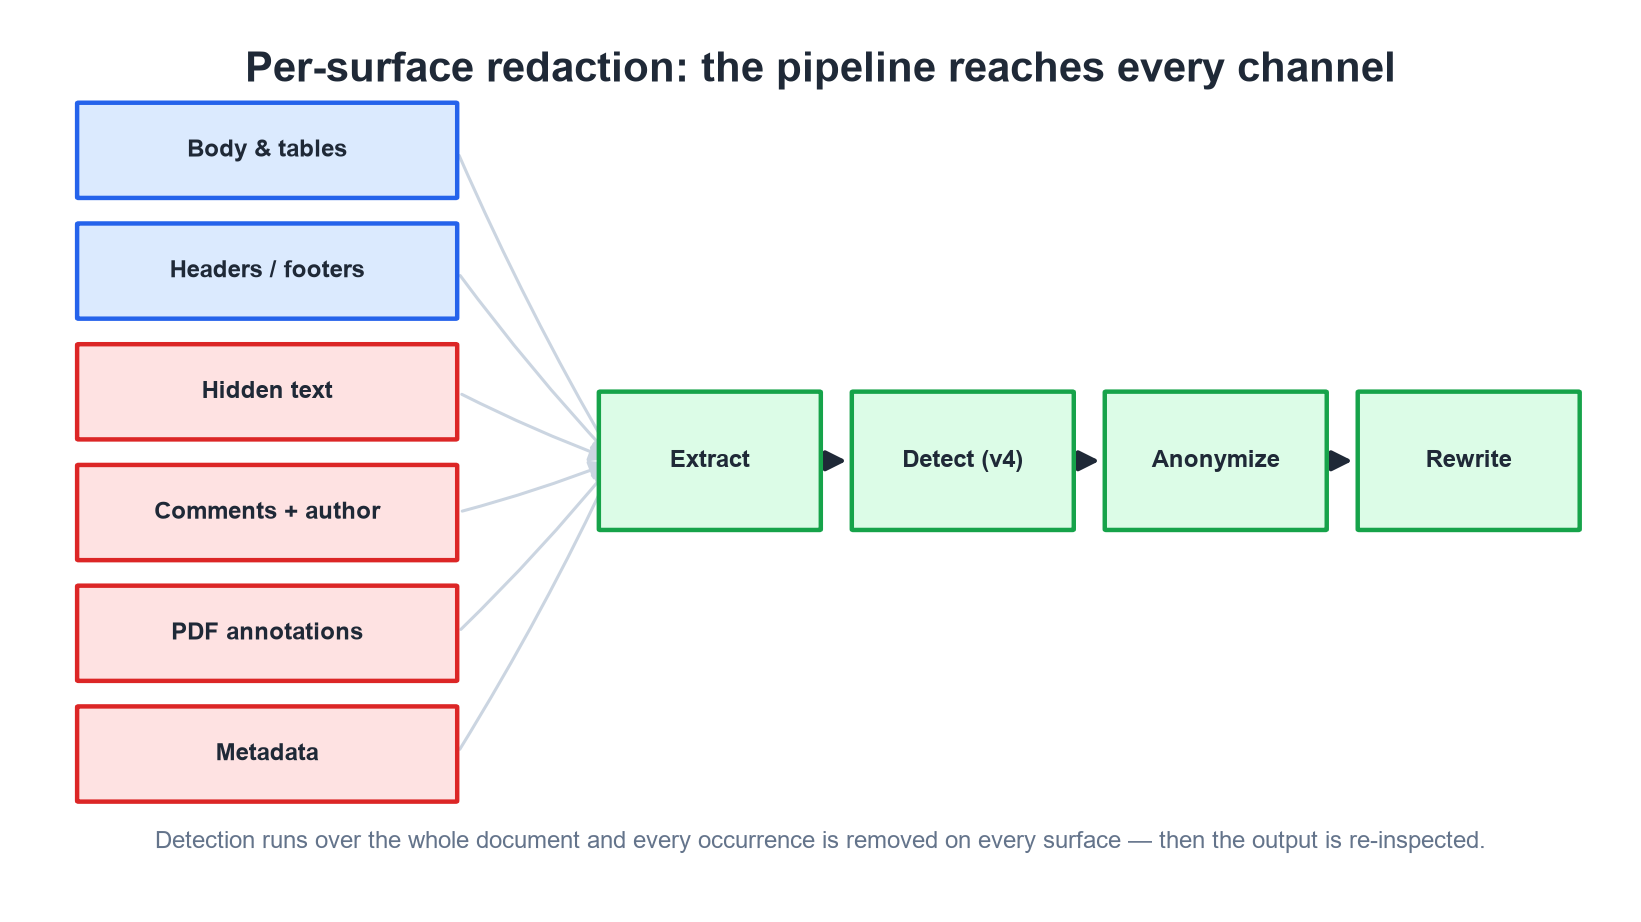 Per-surface redaction: the pipeline reaches every channel
Body & tables
Headers / footers
Hidden text
Comments + author
PDF annotations
Metadata
Extract
Detect (v4)
Anonymize
Rewrite
Detection runs over the whole document and every occurrence is removed on every surface — then the output is re-inspected.